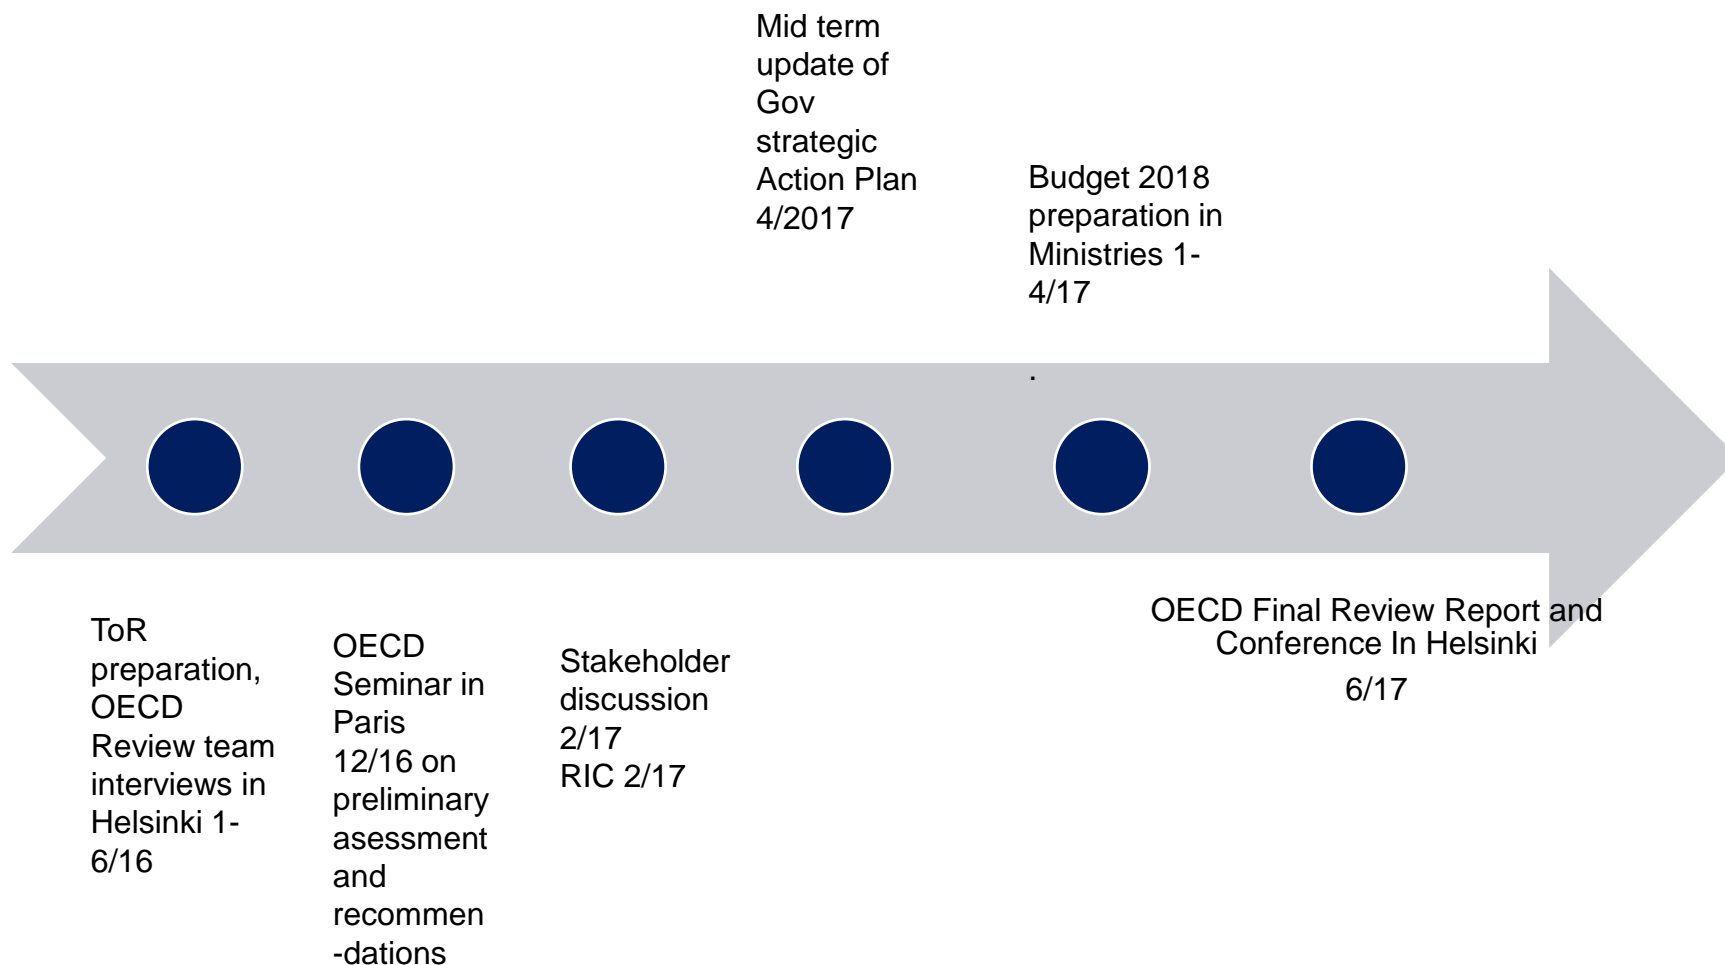 Mid term
update of
Gov
strategic
Action Plan
4/2017
Budget 2018
preparation in
Ministries 1-
4/17
.
ToR
preparation,
OECD
Review team
interviews in
Helsinki 1-
6/16
OECD
Seminar in
Paris
12/16 on
preliminary
asessment
and
recommen
-dations
Stakeholder
discussion
2/17
RIC 2/17
OECD Final Review Report and
Conference In Helsinki
6/17